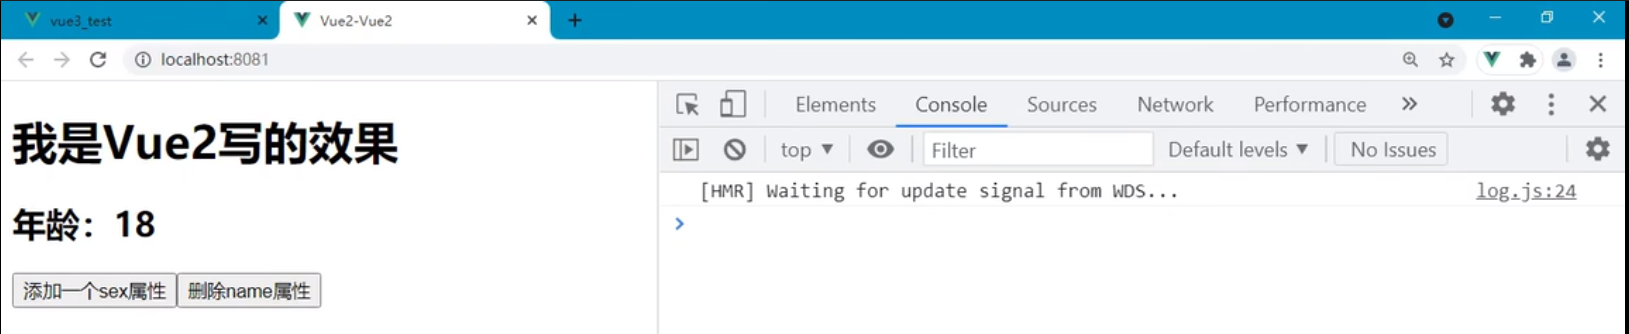 vue3_test
Vue2-Vue2
localhost:8081
我是Vue2写的效果
年龄：18
添加一个sex属性 删除name属性
Elements Console Sources Network Performance
top Filter Default levels No Issues
[HMR] Waiting for update signal from WDS... log.js:24